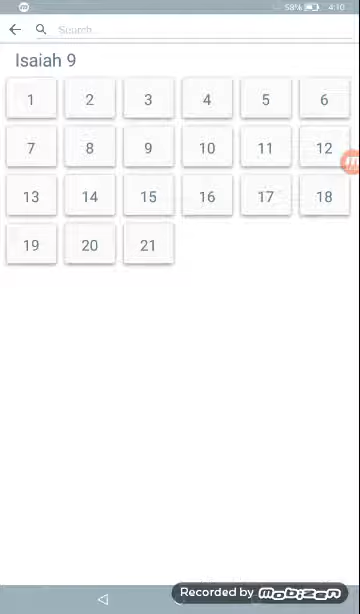 58% 4:10
Search...
Isaiah 9
1 2 3 4 5 6
7 8 9 10 11 12
13 14 15 16 17 18
19 20 21
Recorded by mobizen